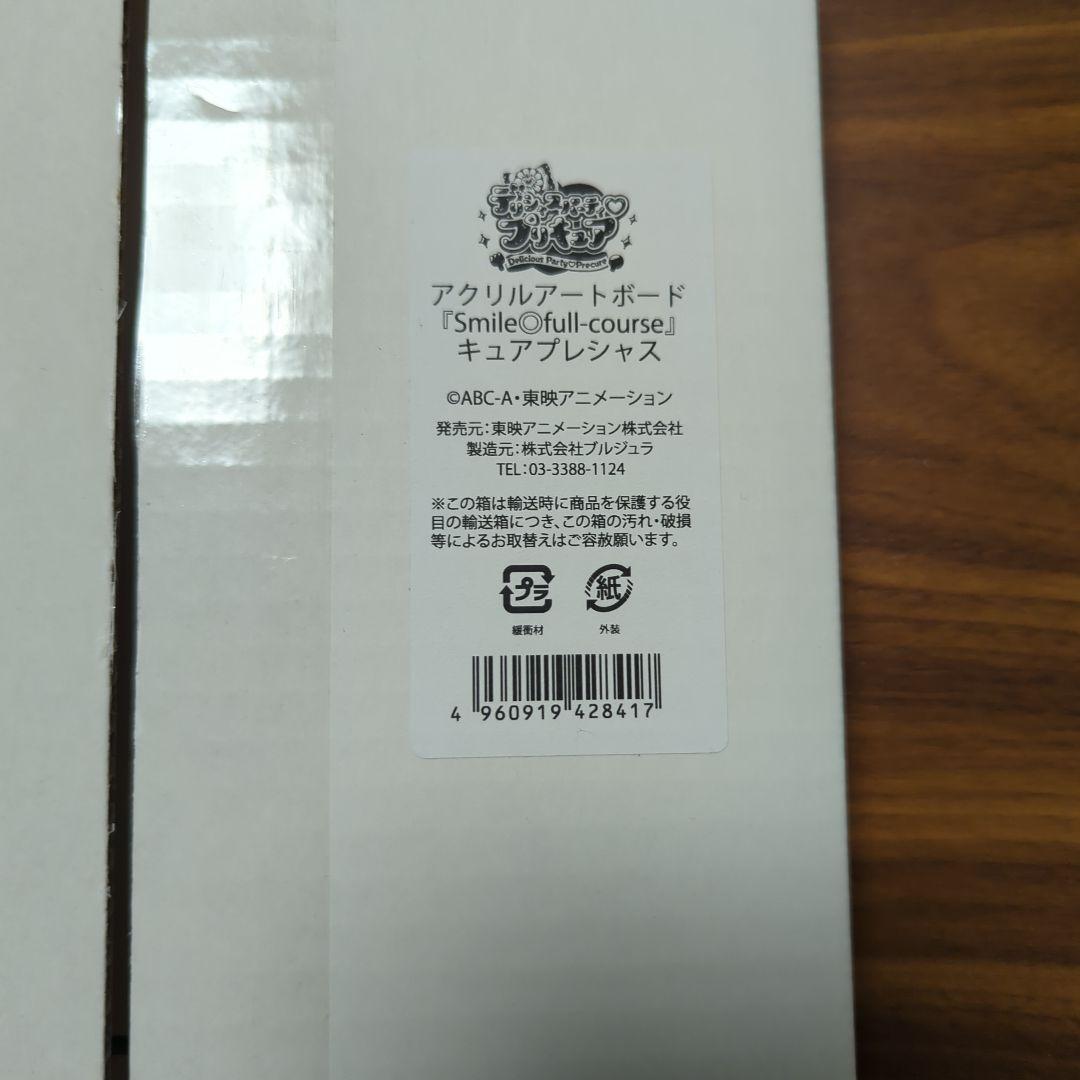 デリシャスパーティ♡
プリキュア
Delicious Party♡Precure
アクリルアートボード
『Smile◎full-course』
キュアプレシャス
©ABC-A・東映アニメーション
発売元：東映アニメーション株式会社
製造元：株式会社ブルジュラ
TEL：03-3388-1124
※この箱は輸送時に商品を保護する役
目の輸送箱につき、この箱の汚れ・破損
等によるお取替えはご容赦願います。
プラ 紙
緩衝材 外装
4 960919 428417